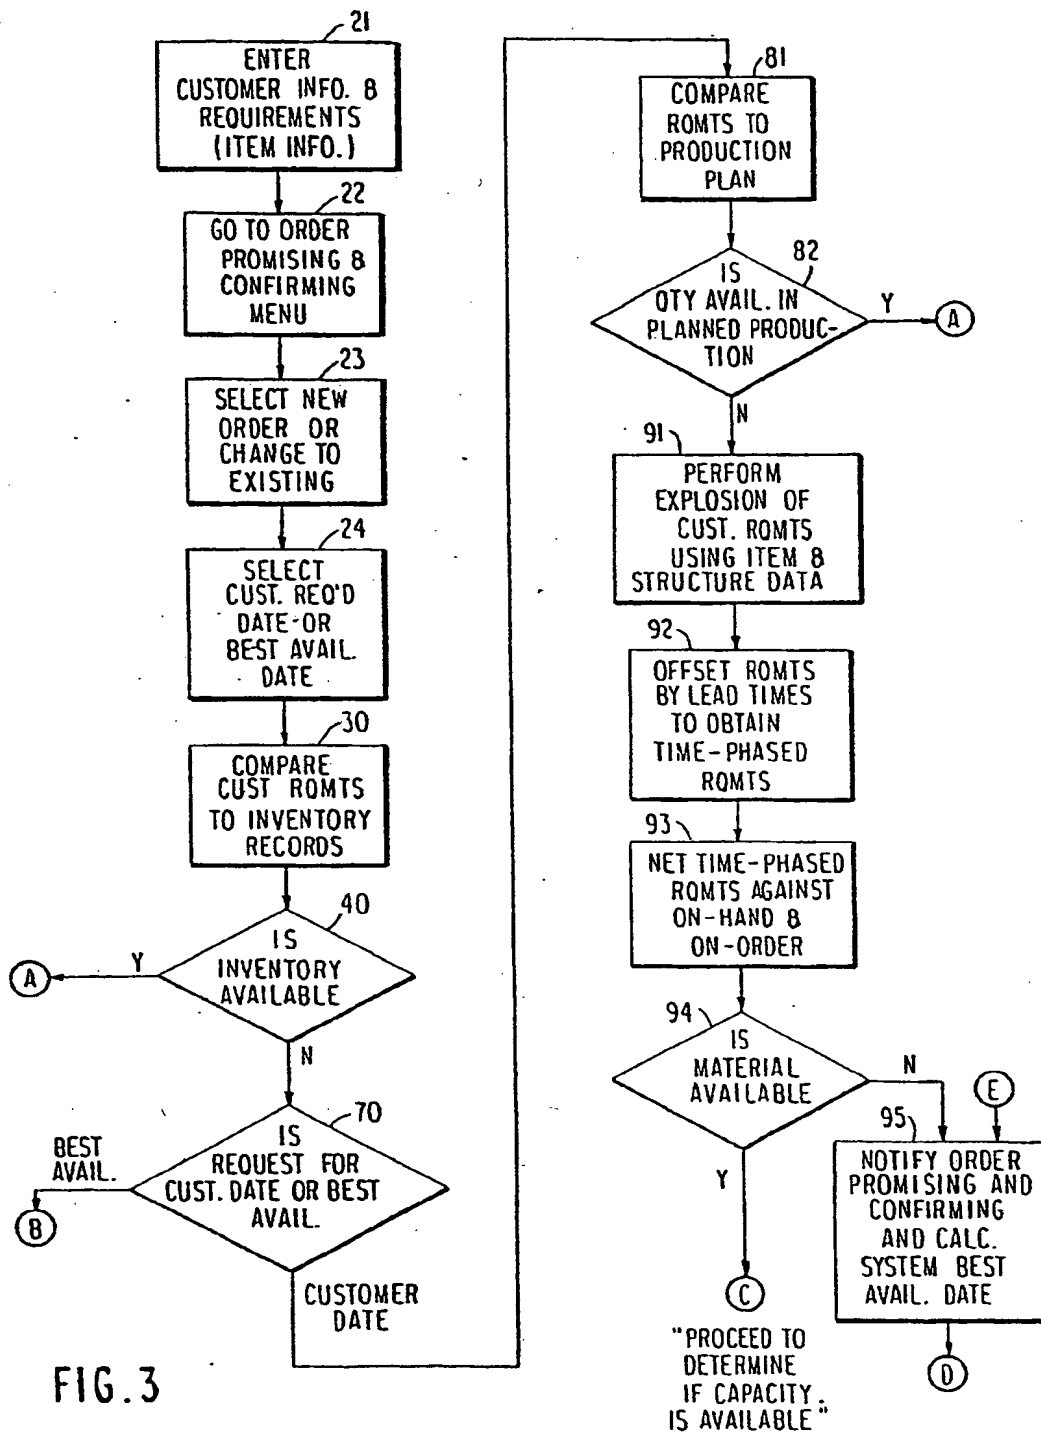 21
ENTER
CUSTOMER INFO. &
REQUIREMENTS
(ITEM INFO.)
22
GO TO ORDER
PROMISING &
CONFIRMING
MENU
23
SELECT NEW
ORDER OR
CHANGE TO
EXISTING
24
SELECT
CUST. REQ'D
DATE OR
BEST AVAIL.
DATE
30
COMPARE
CUST RQMTS
TO INVENTORY
RECORDS
40
IS
INVENTORY
AVAILABLE
Y
A
N
70
IS
REQUEST FOR
CUST. DATE OR BEST
AVAIL.
BEST
AVAIL.
B
CUSTOMER
DATE
81
COMPARE
RQMTS TO
PRODUCTION
PLAN
82
IS
QTY AVAIL. IN
PLANNED PRODUC-
TION
Y
A
N
91
PERFORM
EXPLOSION OF
CUST. RQMTS
USING ITEM &
STRUCTURE DATA
92
OFFSET RQMTS
BY LEAD TIMES
TO OBTAIN
TIME-PHASED
RQMTS
93
NET TIME-PHASED
RQMTS AGAINST
ON-HAND &
ON-ORDER
94
IS
MATERIAL
AVAILABLE
N
E
Y
95
NOTIFY ORDER
PROMISING AND
CONFIRMING
AND CALC.
SYSTEM BEST
AVAIL. DATE
C
D
"PROCEED TO
DETERMINE
IF CAPACITY
IS AVAILABLE"
FIG. 3